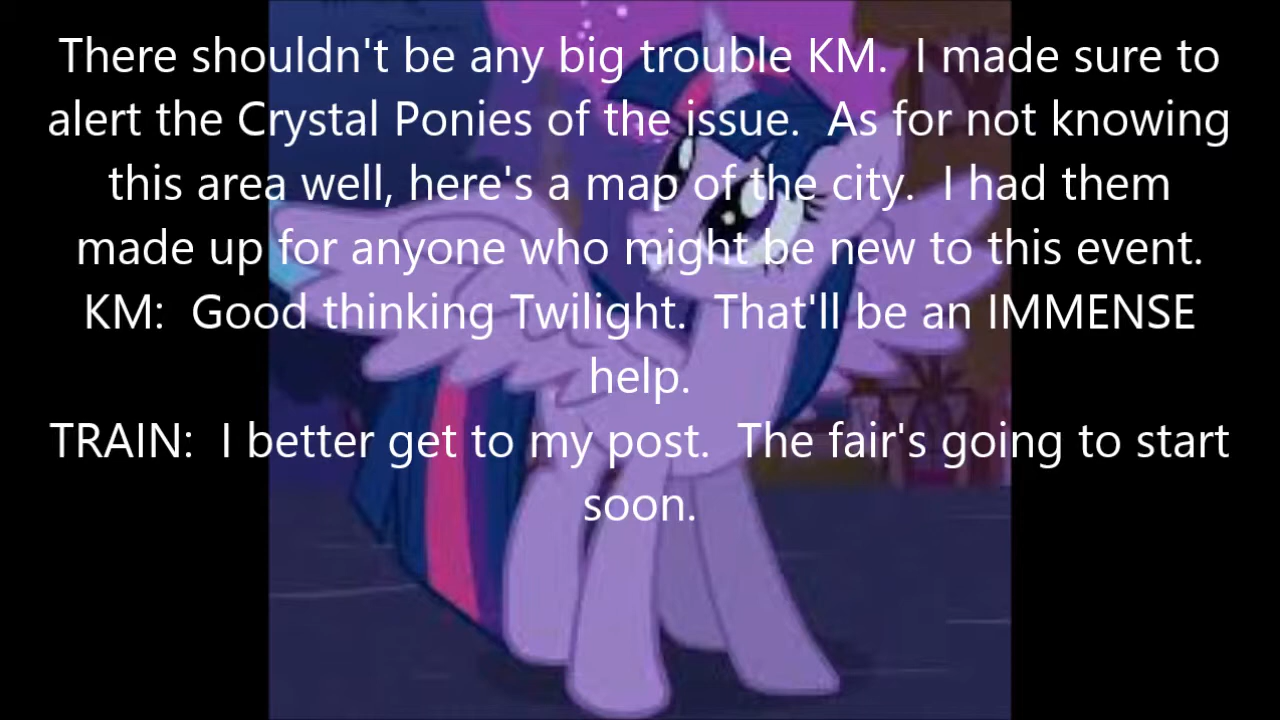 There shouldn't be any big trouble KM.  I made sure to
alert the Crystal Ponies of the issue.  As for not knowing
this area well, here's a map of the city.  I had them
made up for anyone who might be new to this event.
KM:  Good thinking Twilight.  That'll be an IMMENSE
help.
TRAIN:  I better get to my post.  The fair's going to start
soon.